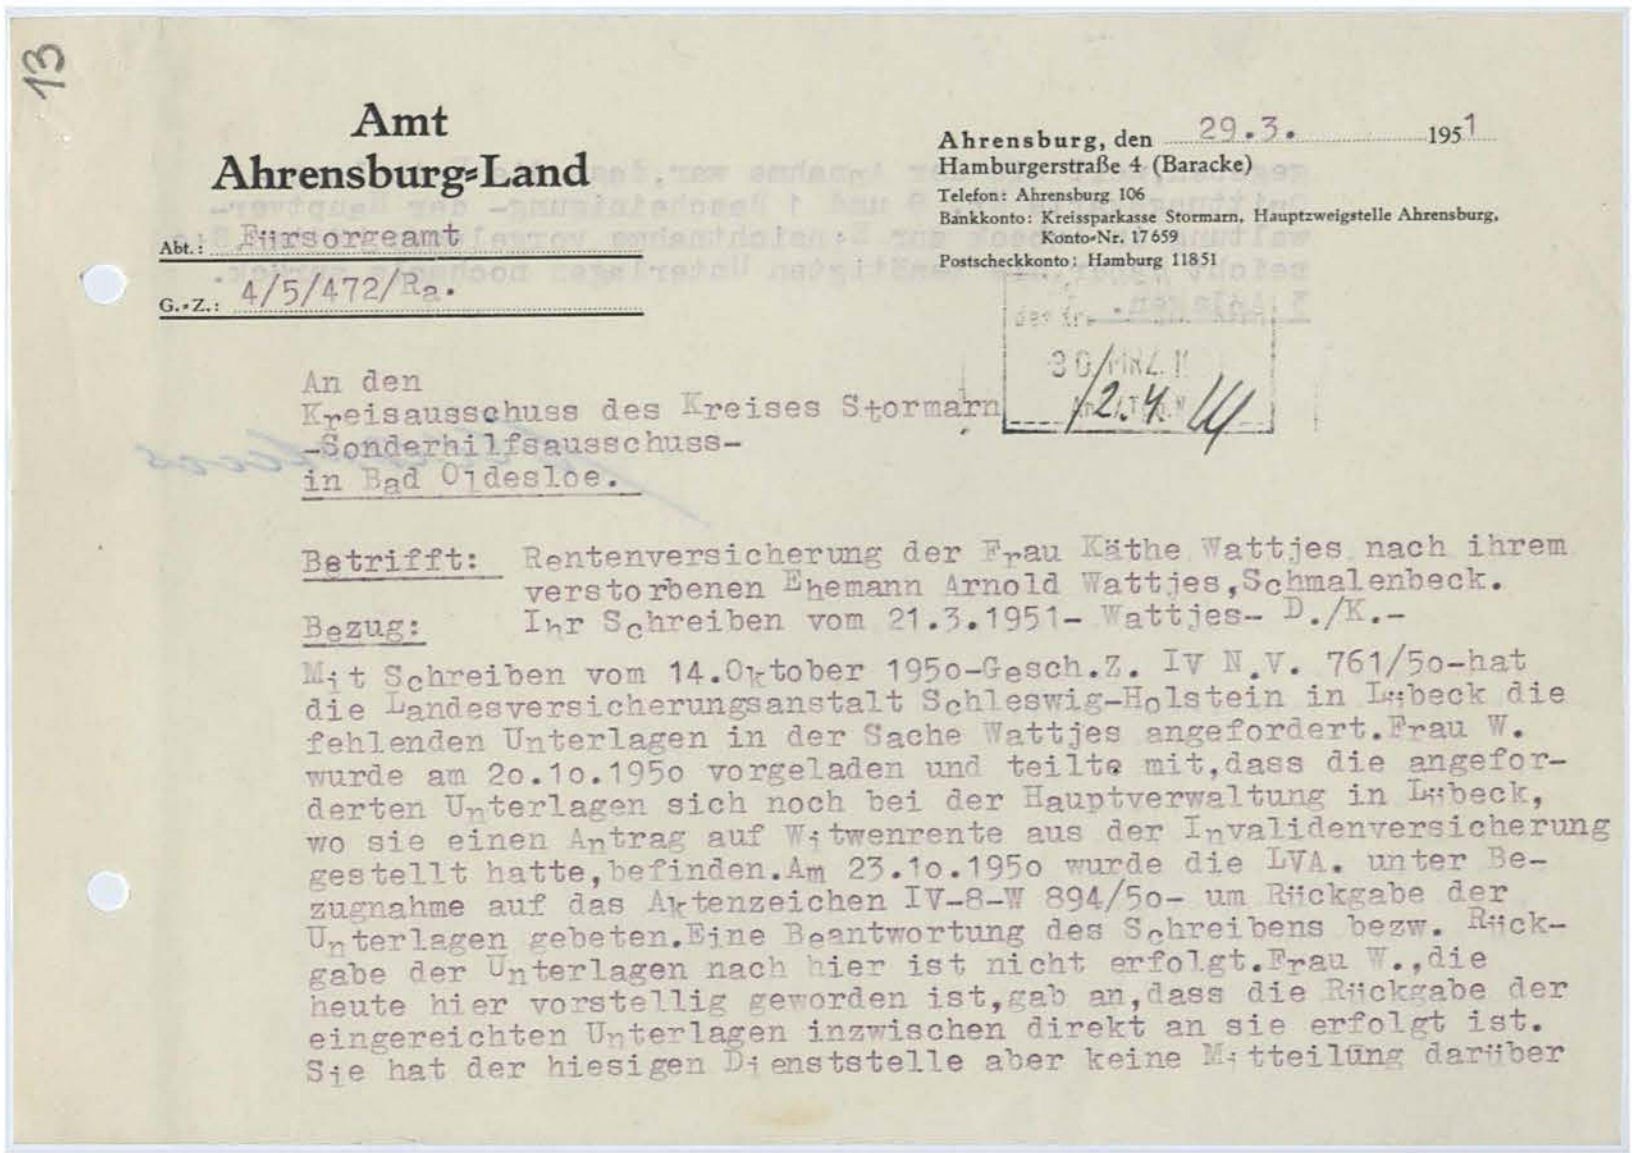 13
Amt
Ahrensburg-Land
Abt.: Fürsorgeamt
G.-Z.: 4/5/472/Ra.
Ahrensburg, den 29.3. 1951
Hamburgerstraße 4 (Baracke)
Telefon: Ahrensburg 106
Bankkonto: Kreissparkasse Stormarn, Hauptzweigstelle Ahrensburg,
Konto-Nr. 17659
Postscheckkonto: Hamburg 11851
30. MRZ.
2.4.
An den
Kreisausschuss des Kreises Stormarn
-Sonderhilfsausschuss-
in Bad Oldesloe.
Betrifft: Rentenversicherung der Frau Käthe Wattjes nach ihrem
verstorbenen Ehemann Arnold Wattjes,Schmalenbeck.
Bezug: Ihr Schreiben vom 21.3.1951- Wattjes- D./K.-
Mit Schreiben vom 14.Oktober 195o-Gesch.Z. IV N.V. 761/5o-hat
die Landesversicherungsanstalt Schleswig-Holstein in Lübeck die
fehlenden Unterlagen in der Sache Wattjes angefordert.Frau W.
wurde am 2o.1o.195o vorgeladen und teilte mit,dass die angefor-
derten Unterlagen sich noch bei der Hauptverwaltung in Lübeck,
wo sie einen Antrag auf Witwenrente aus der Invalidenversicherung
gestellt hatte,befinden.Am 23.1o.195o wurde die LVA. unter Be-
zugnahme auf das Aktenzeichen IV-8-W 894/5o- um Rückgabe der
Unterlagen gebeten.Eine Beantwortung des Schreibens bezw. Rück-
gabe der Unterlagen nach hier ist nicht erfolgt.Frau W.,die
heute hier vorstellig geworden ist,gab an,dass die Rückgabe der
eingereichten Unterlagen inzwischen direkt an sie erfolgt ist.
Sie hat der hiesigen Dienststelle aber keine Mitteilung darüber